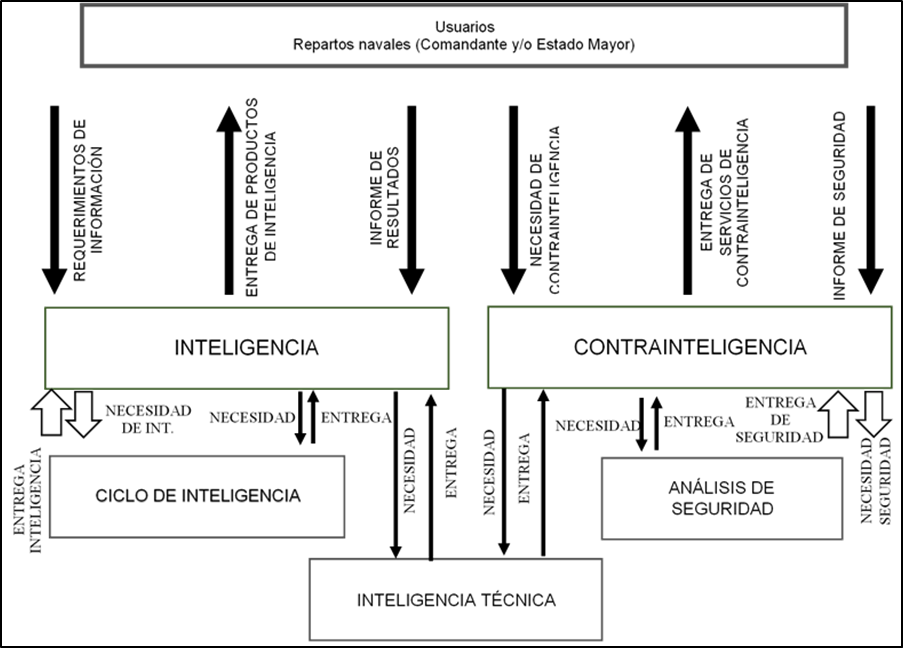 Usuarios
Repartos navales (Comandante y/o Estado Mayor)
REQUERIMIENTOS DE
INFORMACIÓN
ENTREGA DE PRODUCTOS
DE INTELIGENCIA
INFORME DE
RESULTADOS
NECESIDAD DE
CONTRAINTELIGENCIA
ENTREGA DE
SERVICIOS DE
CONTRAINTELIGENCIA
INFORME DE SEGURIDAD
INTELIGENCIA
CONTRAINTELIGENCIA
ENTREGA
INTELIGENCIA
NECESIDAD
DE INT.
NECESIDAD
ENTREGA
NECESIDAD
ENTREGA
NECESIDAD
ENTREGA
NECESIDAD
ENTREGA
ENTREGA
DE
SEGURIDAD
NECESIDAD
SEGURIDAD
CICLO DE INTELIGENCIA
ANÁLISIS DE
SEGURIDAD
INTELIGENCIA TÉCNICA